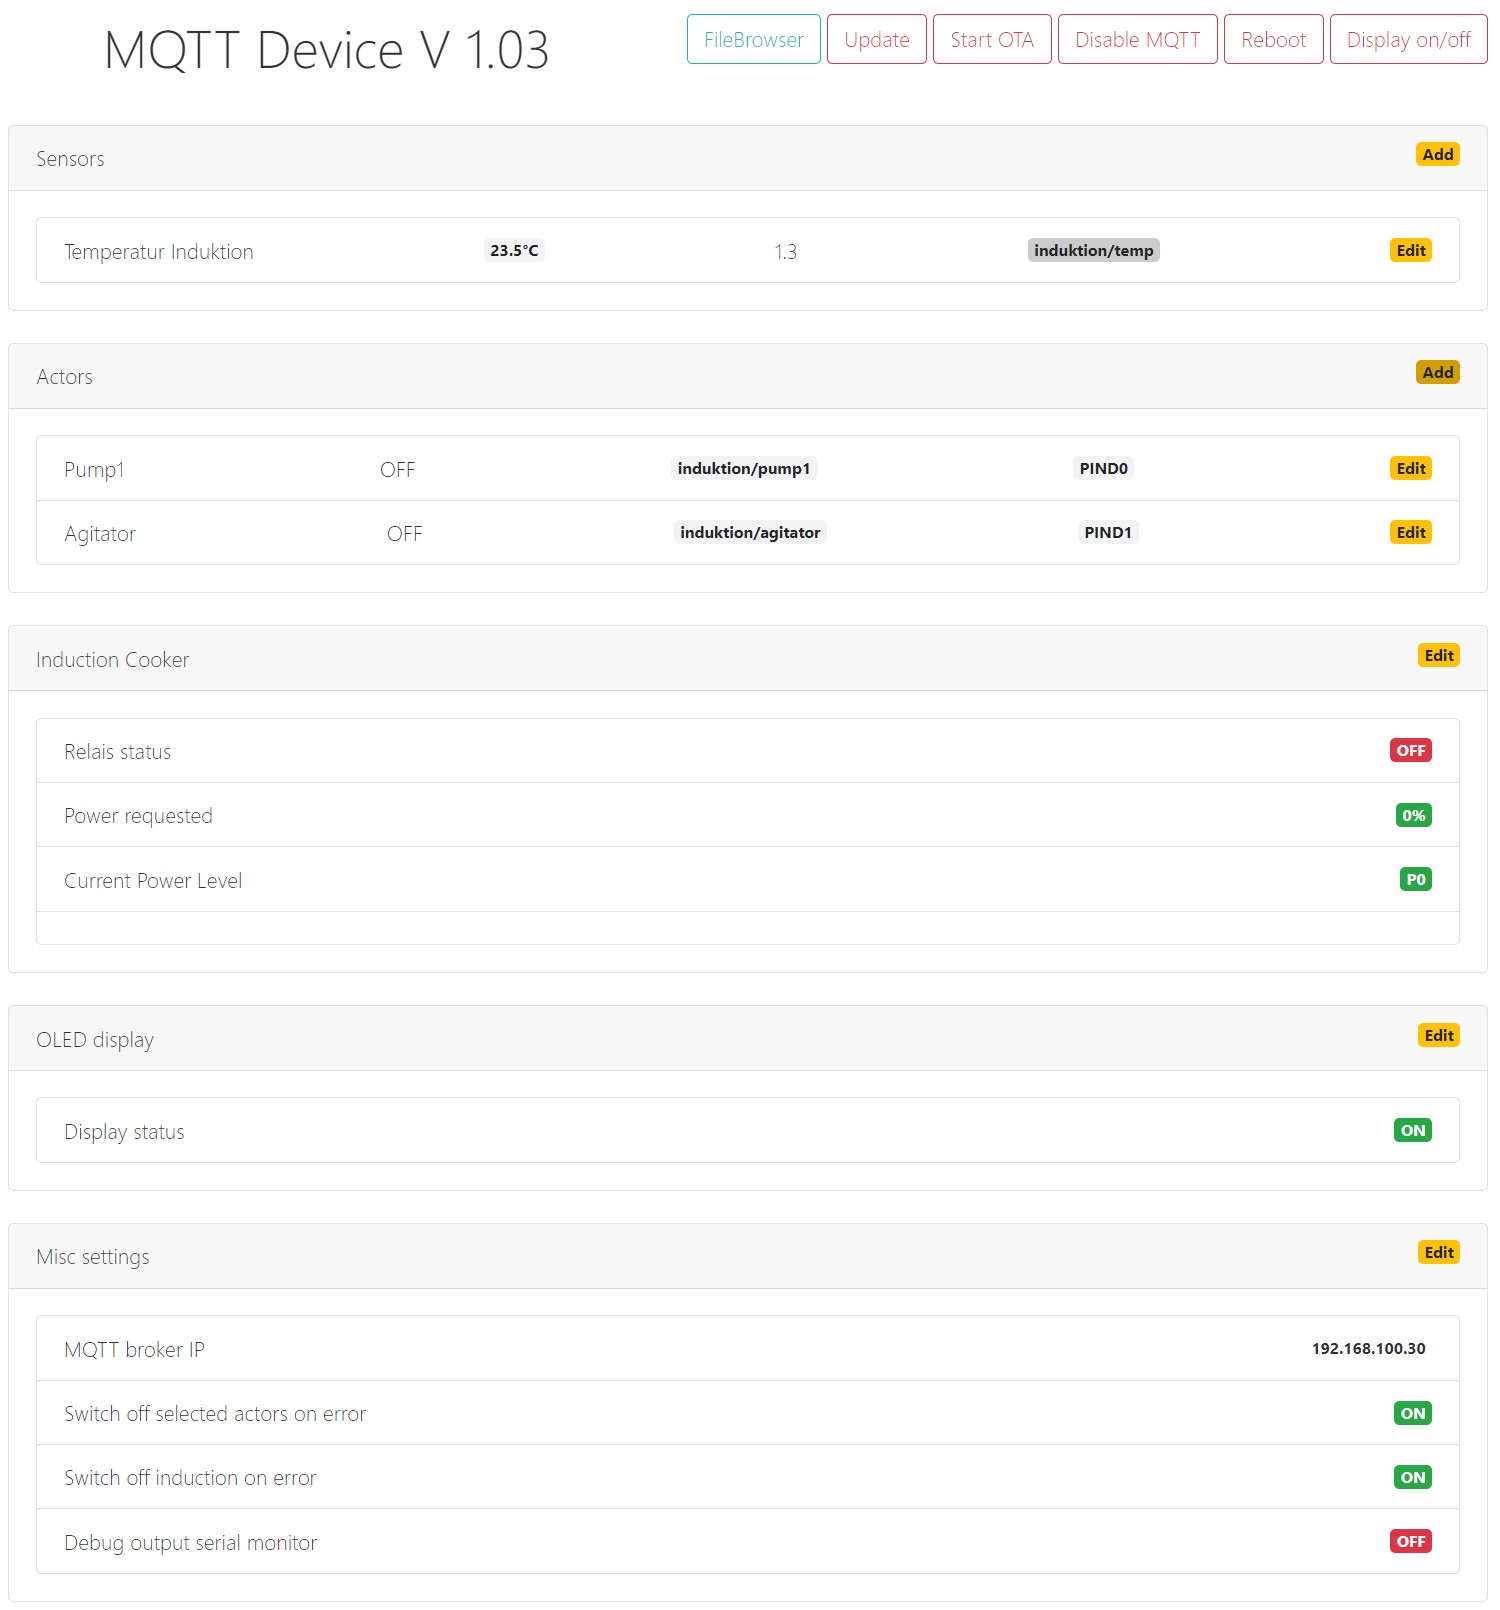 MQTT Device V 1.03 FileBrowser Update Start OTA Disable MQTT Reboot Display on/off
Sensors Add
Temperatur Induktion 23.5°C 1.3 induktion/temp Edit
Actors Add
Pump1 OFF induktion/pump1 PIND0 Edit
Agitator OFF induktion/agitator PIND1 Edit
Induction Cooker Edit
Relais status OFF
Power requested 0%
Current Power Level P0
OLED display Edit
Display status ON
Misc settings Edit
MQTT broker IP 192.168.100.30
Switch off selected actors on error ON
Switch off induction on error ON
Debug output serial monitor OFF